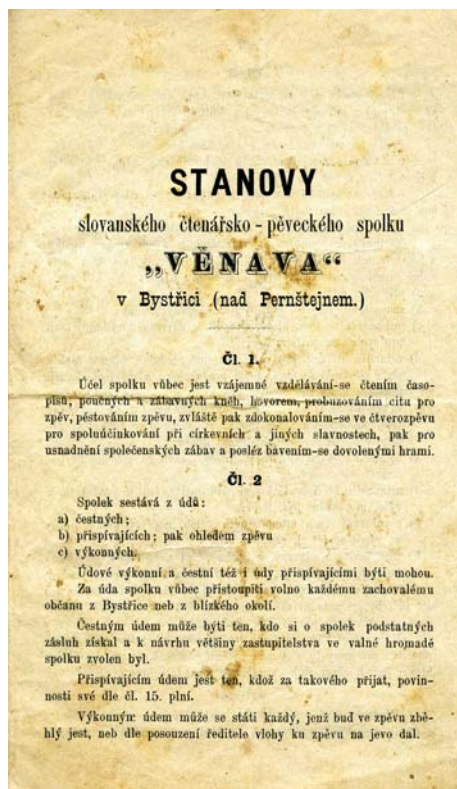 STANOVY
slovanského čtenářsko - pěveckého spolku
„VĚNAVA“
v Bystřici (nad Pernštejnem.)
Čl. 1.
Účel spolku vůbec jest vzájemné vzdělávání-se čtením časo-
pisů, poučných a zábavných kněh, hovorem, probuzováním citu pro
zpěv, pěstováním zpěvu, zvláště pak zdokonalováním-se ve čtverozpěvu
pro spoluúčinkování při církevních a jiných slavnostech, pak pro
usnadnění společenských zábav a posléz bavením-se dovolenými hrami.
Čl. 2
Spolek sestává z údů:
a) čestných;
b) přispívajících; pak ohledem zpěvu
c) výkonných.
Údové výkonní a čestní též i údy přispívajícími býti mohou.
Za úda spolku vůbec přistoupiti volno každému zachovalému
občanu z Bystřice neb z blízkého okolí.
Čestným údem může býti ten, kdo si o spolek podstatných
zásluh získal a k návrhu většiny zastupitelstva ve valné hromadě
spolku zvolen byl.
Přispívajícím údem jest ten, kdož za takového přijat, povin-
nosti své dle čl. 15. plní.
Výkonným údem může se státi každý, jenž buď ve zpěvu zbě-
hlý jest, neb dle posouzení ředitele vlohy ku zpěvu na jevo dal.